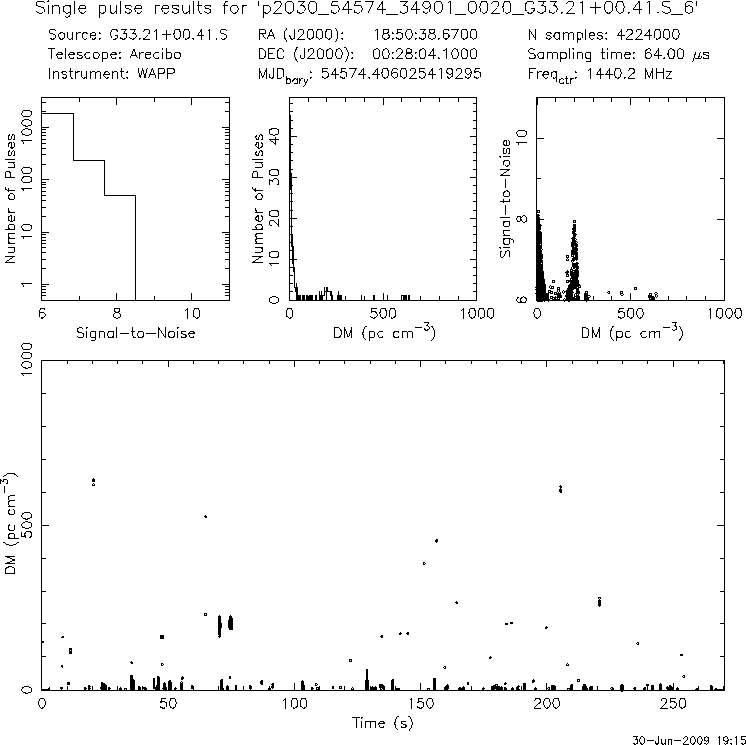 Single pulse results for 'p2030_54574_34901_0020_G33.21+00.41.S_6'
Source: G33.21+00.41.S RA (J2000): 18:50:38.6700 N samples: 4224000
Telescope: Arecibo DEC (J2000): 00:28:04.1000 Sampling time: 64.00 μs
Instrument: WAPP MJDbary: 54574.406025419295 Freqctr: 1440.2 MHz
Number of Pulses
1 10 100 1000
6 8 10
Signal-to-Noise
Number of Pulses
0 10 20 30 40
0 500 1000
DM (pc cm-3)
Signal-to-Noise
6 8 10
0 500 1000
DM (pc cm-3)
DM (pc cm-3)
0 500 1000
0 50 100 150 200 250
Time (s)
30-Jun-2009 19:15